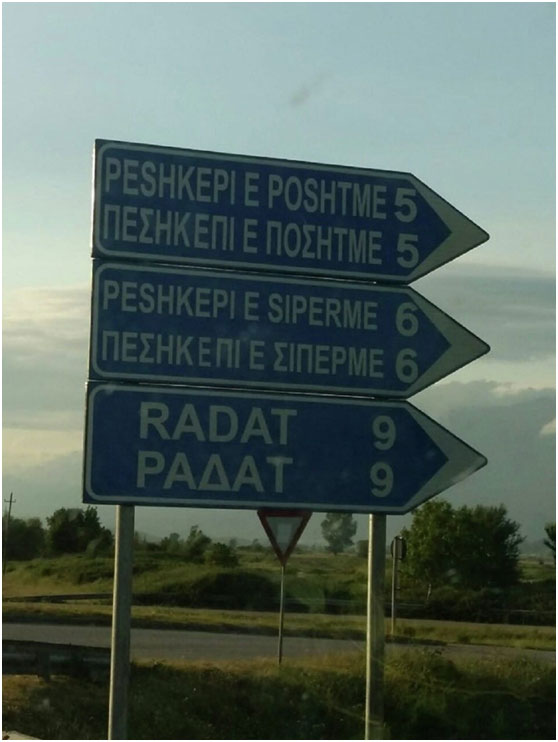 PESHKEPI E POSHTME 5
ΠΕΣΗΚΕΠΙ Ε ΠΟΣΗΤΜΕ 5
PESHKEPI E SIPERME 6
ΠΕΣΗΚΕΠΙ Ε ΣΙΠΕΡΜΕ 6
RADAT 9
ΡΑΔΑΤ 9